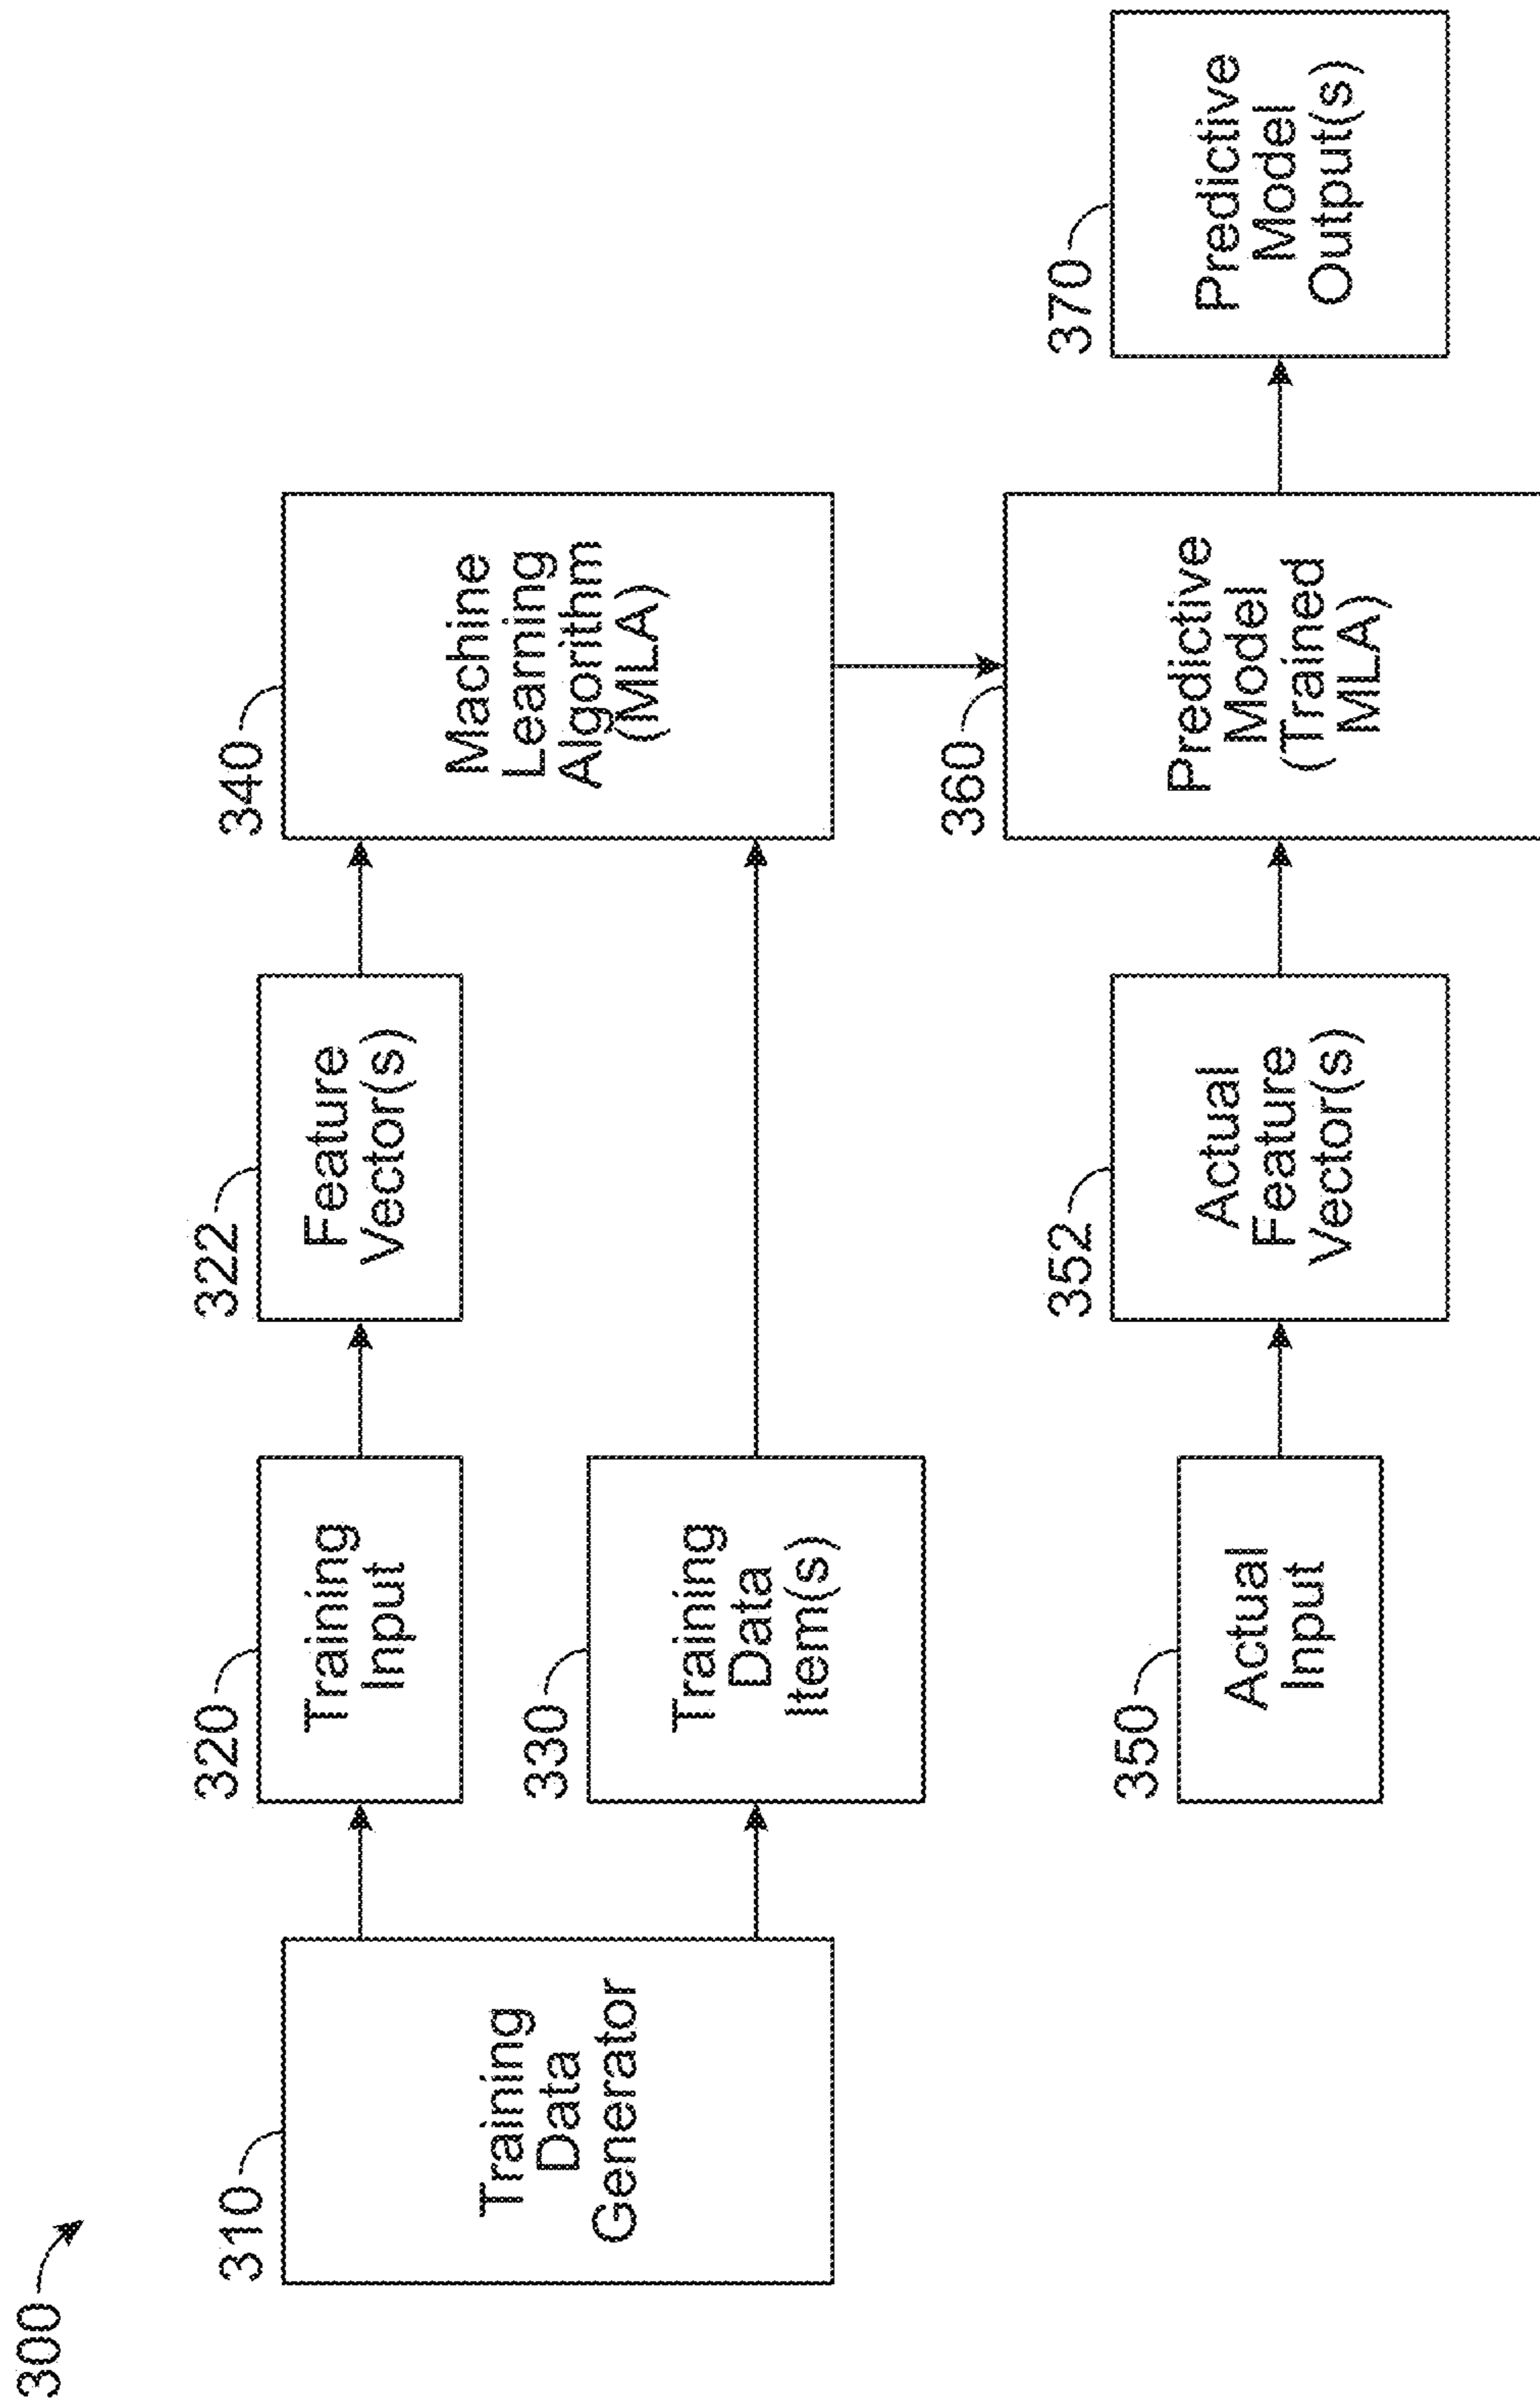 300
310
Training
Data
Generator
320
Training
Input
322
Feature
Vector(s)
330
Training
Data
Item(s)
340
Machine
Learning
Algorithm
(MLA)
350
Actual
Input
352
Actual
Feature
Vector(s)
360
Predictive
Model
(Trained
MLA)
370
Predictive
Model
Output(s)